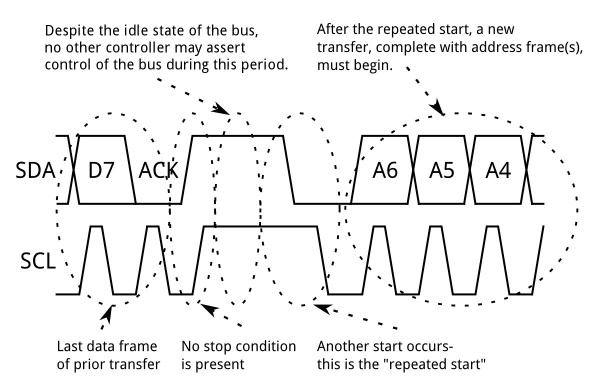 Despite the idle state of the bus,
no other controller may assert
control of the bus during this period.
After the repeated start, a new
transfer, complete with address frame(s),
must begin.
SDA D7 ACK A6 A5 A4
SCL
Last data frame
of prior transfer
No stop condition
is present
Another start occurs-
this is the "repeated start"